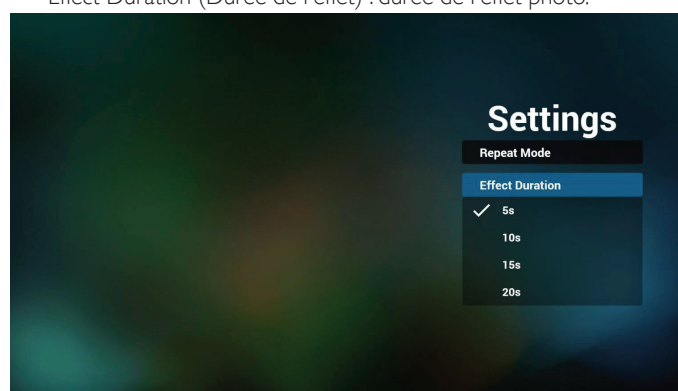 Effect Duration (Durée de l'effet) : durée de l'effet photo.
Settings
Repeat Mode
Effect Duration
5s
10s
15s
20s